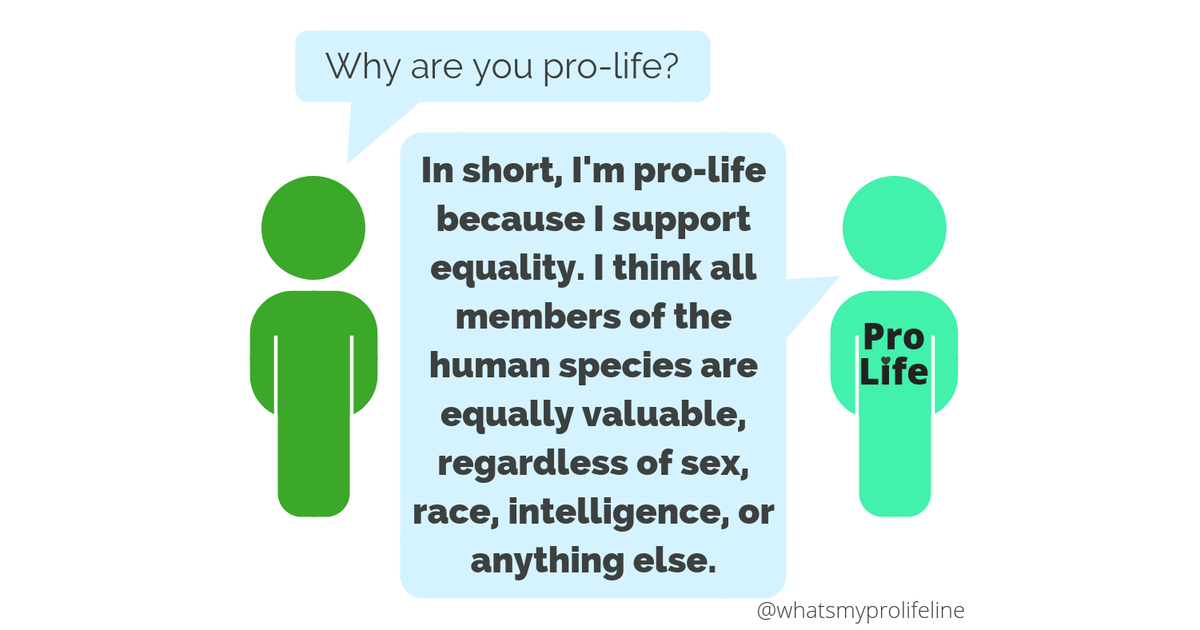 Why are you pro-life?
In short, I'm pro-life
because I support
equality. I think all
members of the
human species are
equally valuable,
regardless of sex,
race, intelligence, or
anything else.
Pro
Life
@whatsmyprolifeline